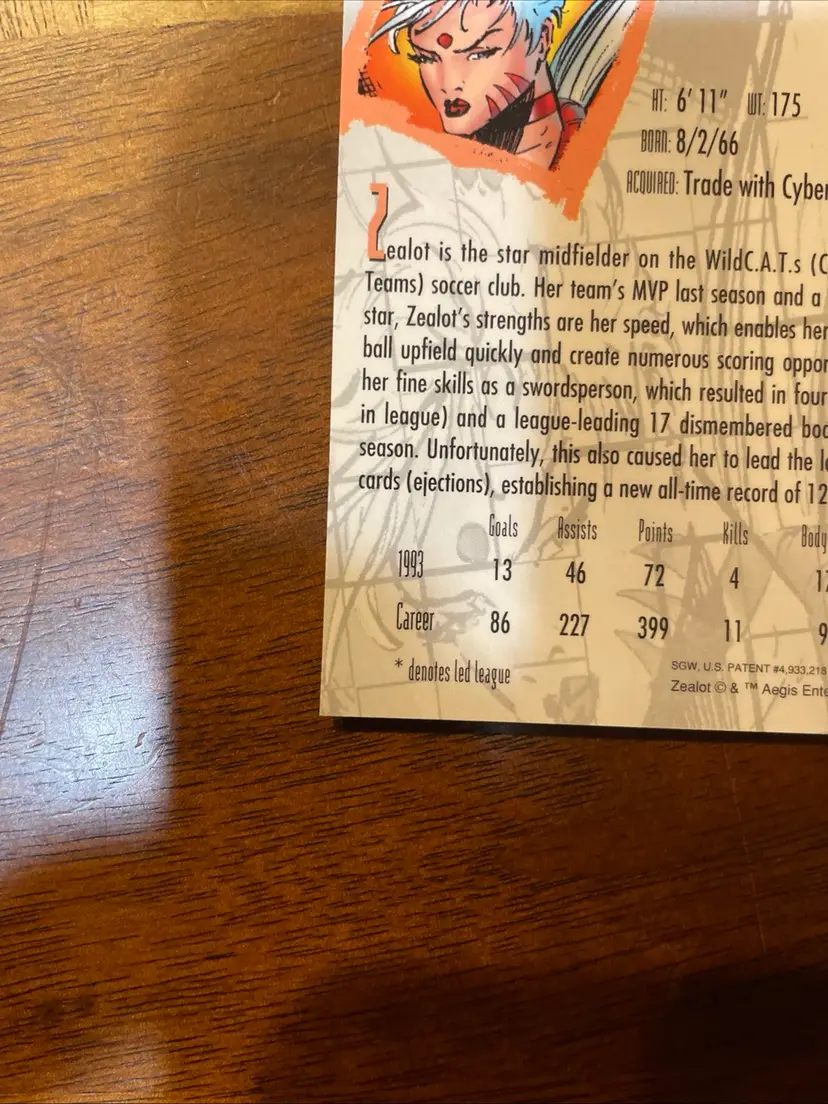 HT: 6' 11" WT: 175
BORN: 8/2/66
ACQUIRED: Trade with Cyber
Zealot is the star midfielder on the WildC.A.T.s (C
Teams) soccer club. Her team's MVP last season and a
star, Zealot's strengths are her speed, which enables her
ball upfield quickly and create numerous scoring oppor
her fine skills as a swordsperson, which resulted in four
in league) and a league-leading 17 dismembered bod
season. Unfortunately, this also caused her to lead the le
cards (ejections), establishing a new all-time record of 12
Goals Assists Points Kills Body
1993 13 46 72 4 17
Career 86 227 399 11 9
* denotes led league
SGW, U.S. PATENT #4,933,218
Zealot © & ™ Aegis Ente